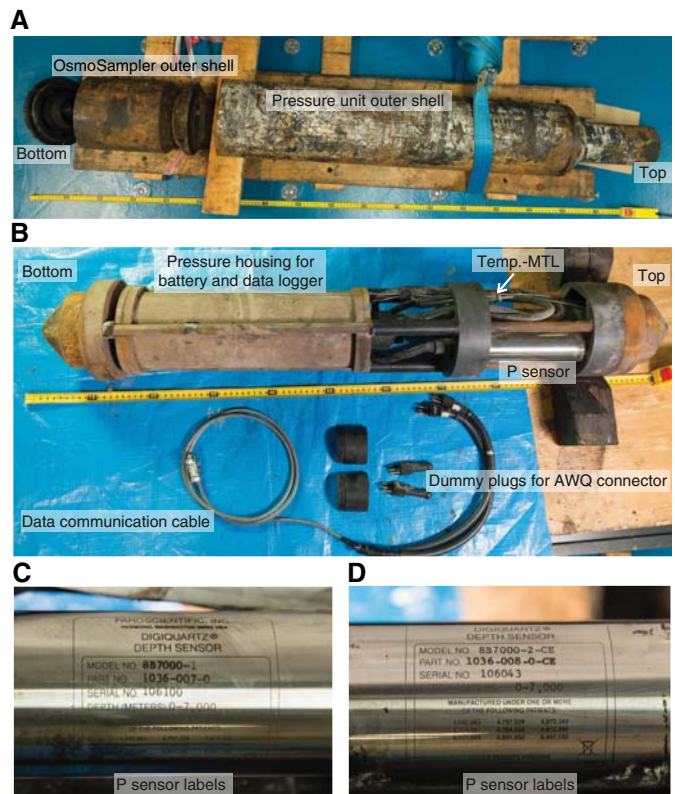 A
OsmoSampler outer shell
Pressure unit outer shell
Bottom
Top
B
Bottom
Pressure housing for
battery and data logger
Temp.-MTL
Top
P sensor
Dummy plugs for AWQ connector
Data communication cable
C
PAROSCIENTIFIC, INC.
DIGIQUARTZ®
DEPTH SENSOR
MODEL NO. 8B7000-1
PART NO. 1036-007-0
SERIAL NO. 106100
DEPTH (METERS) 0-7,000
OF THE FOLLOWING PATENTS:
P sensor labels
D
DIGIQUARTZ®
DEPTH SENSOR
MODEL NO. 8B7000-2-CE
PART NO. 1036-008-0-CE
SERIAL NO. 106043
0-7,000
MANUFACTURED UNDER ONE OR MORE
OF THE FOLLOWING PATENTS:
P sensor labels